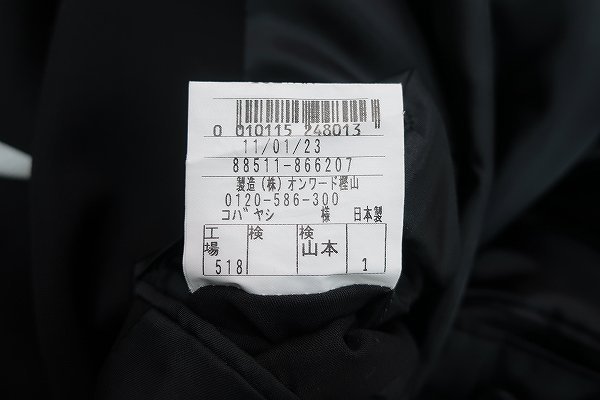 0 010115 248013
11/01/23
88511-866207
製造(株)オンワード樫山
0120-586-300
コバヤシ 様 日本製
工場 検 検
518 山本 1